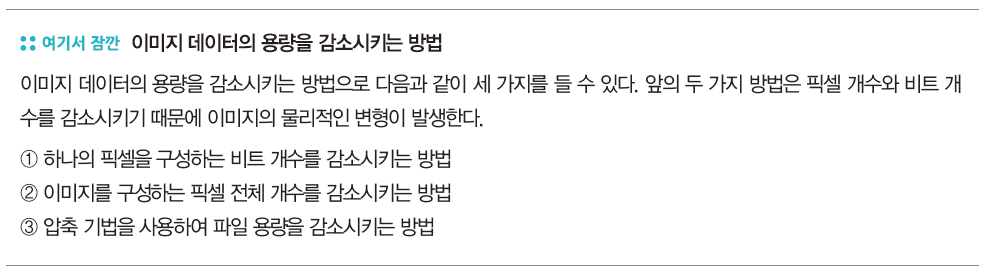 여기서 잠깐 이미지 데이터의 용량을 감소시키는 방법
이미지 데이터의 용량을 감소시키는 방법으로 다음과 같이 세 가지를 들 수 있다. 앞의 두 가지 방법은 픽셀 개수와 비트 개
수를 감소시키기 때문에 이미지의 물리적인 변형이 발생한다.
① 하나의 픽셀을 구성하는 비트 개수를 감소시키는 방법
② 이미지를 구성하는 픽셀 전체 개수를 감소시키는 방법
③ 압축 기법을 사용하여 파일 용량을 감소시키는 방법